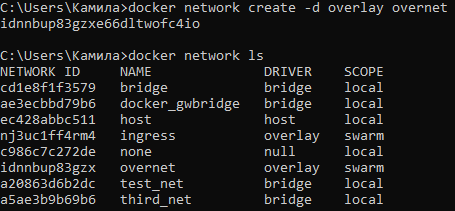 C:\Users\Камила>docker network create -d overlay overnet
idnnbup83gzxe66dltwofc4io
C:\Users\Камила>docker network ls
NETWORK ID NAME DRIVER SCOPE
cd1e8f1f3579 bridge bridge local
ae3ecbbd79b6 docker_gwbridge bridge local
ec428abbc511 host host local
nj3uc1ff4rm4 ingress overlay swarm
c986c7c272de none null local
idnnbup83gzx overnet overlay swarm
a20863d6b2dc test_net bridge local
a5ae3b9b69b6 third_net bridge local